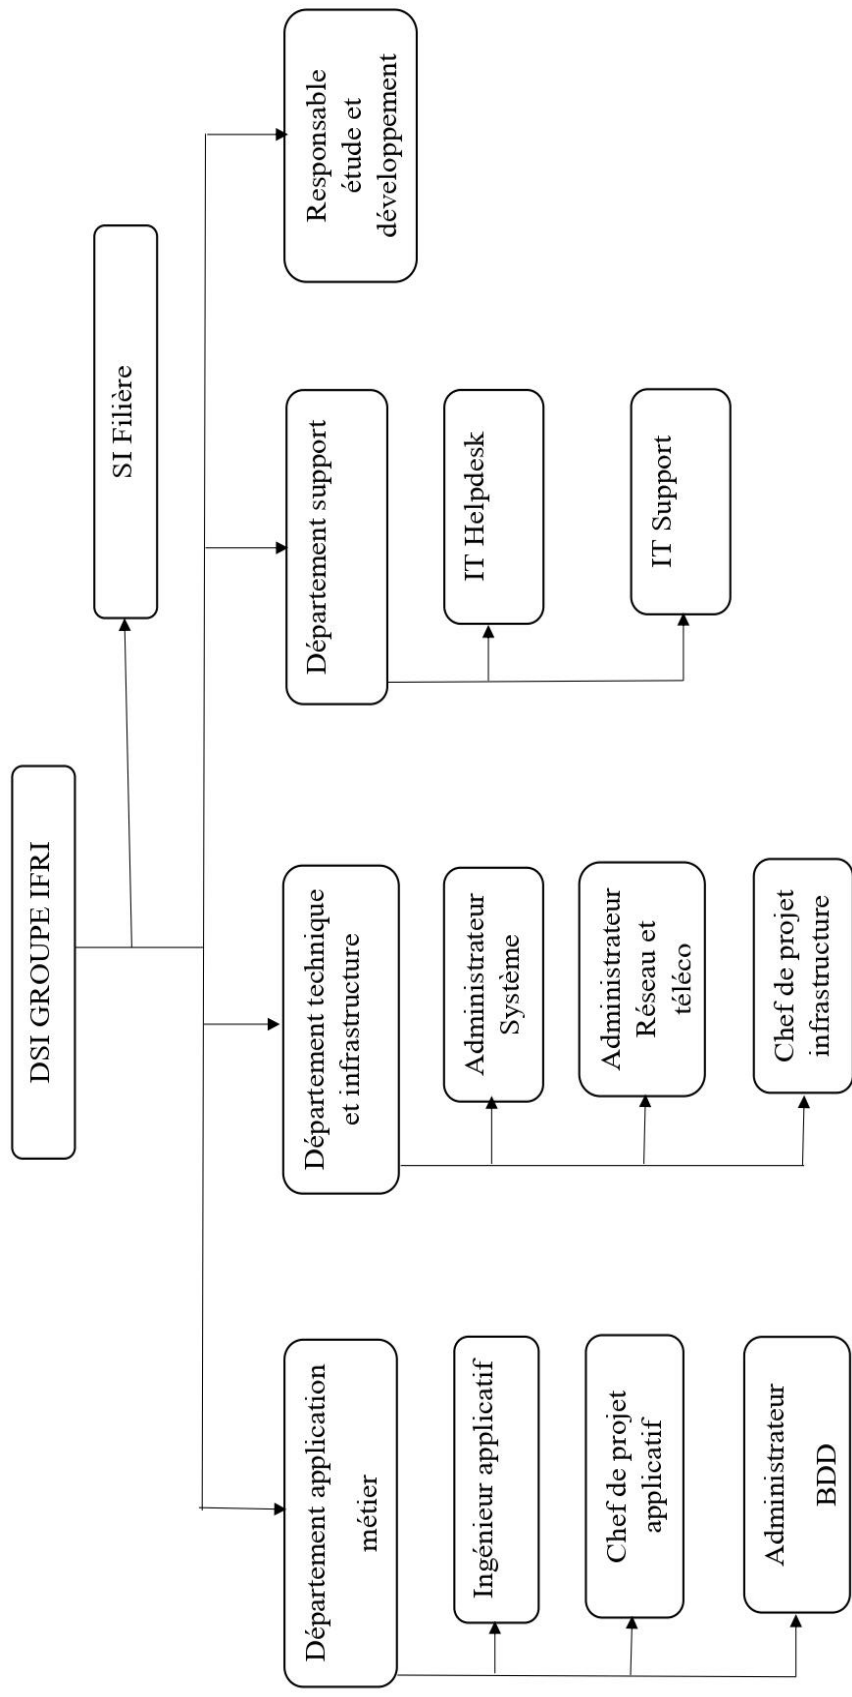 DSI GROUPE IFRI
SI Filière
Département application
métier
Ingénieur applicatif
Chef de projet
applicatif
Administrateur
BDD
Département technique
et infrastructure
Administrateur
Système
Administrateur
Réseau et
téléco
Chef de projet
infrastructure
Département support
IT Helpdesk
IT Support
Responsable
étude et
développement